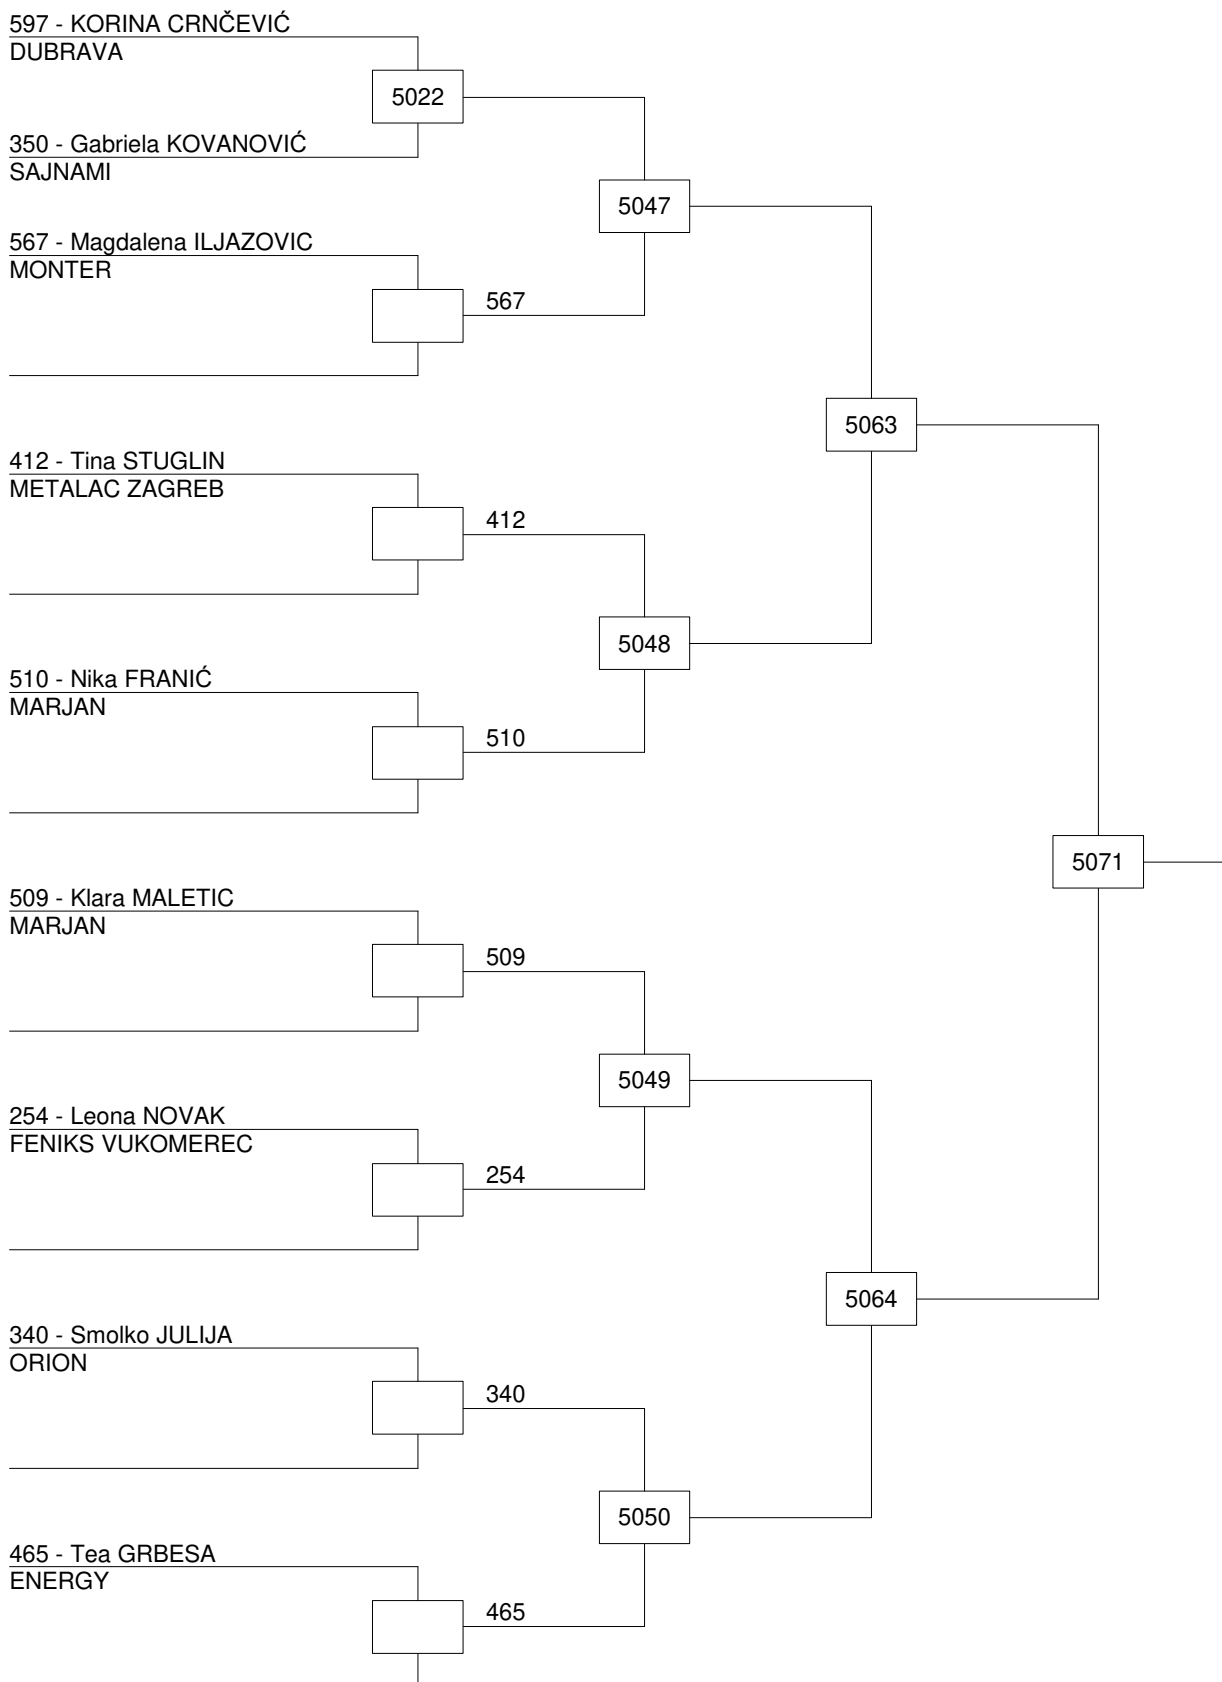 597 - KORINA CRNČEVIĆ
DUBRAVA
5022
350 - Gabriela KOVANOVIĆ
SAJNAMI
5047
567 - Magdalena ILJAZOVIC
MONTER
567
5063
412 - Tina STUGLIN
METALAC ZAGREB
412
5048
510 - Nika FRANIĆ
MARJAN
510
5071
509 - Klara MALETIC
MARJAN
509
5049
254 - Leona NOVAK
FENIKS VUKOMEREC
254
5064
340 - Smolko JULIJA
ORION
340
5050
465 - Tea GRBESA
ENERGY
465